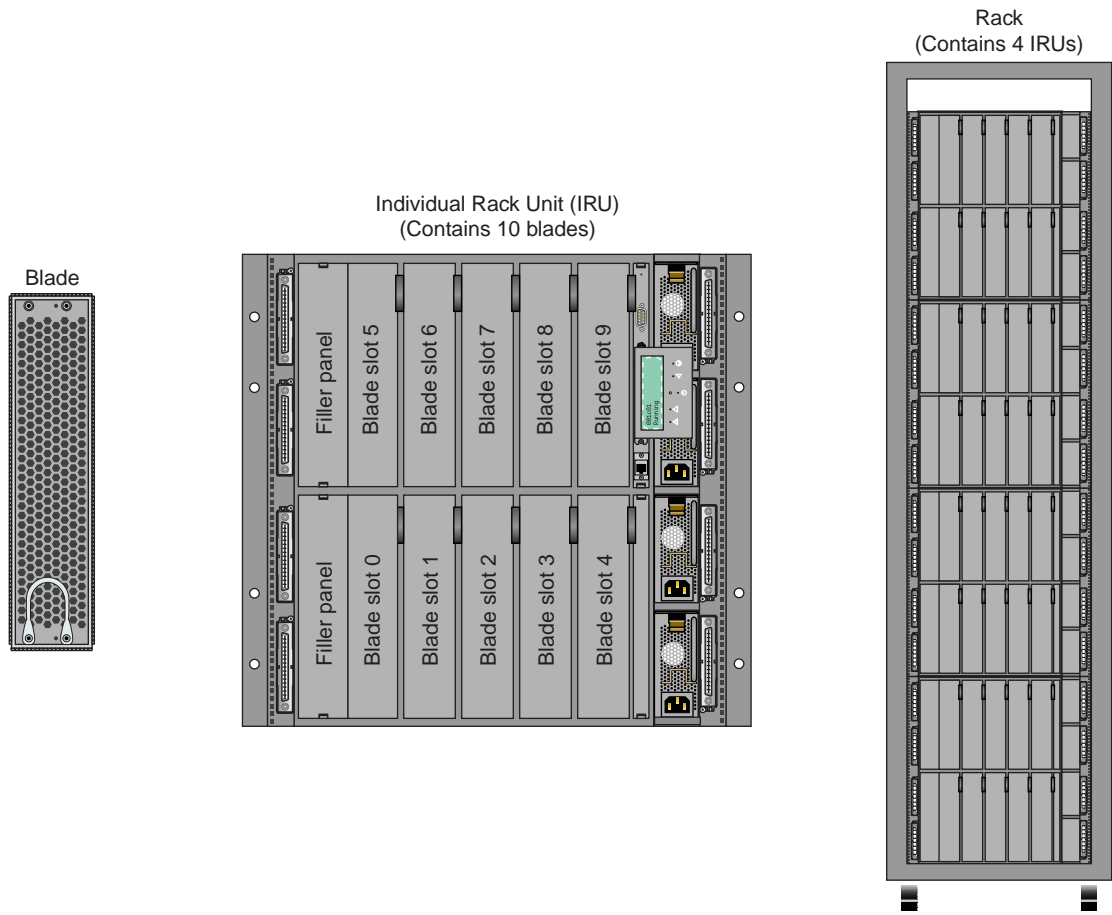 Rack
(Contains 4 IRUs)
Individual Rack Unit (IRU)
(Contains 10 blades)
Blade
Filler panel
Blade slot 5
Blade slot 6
Blade slot 7
Blade slot 8
Blade slot 9
001c01
Running
Filler panel
Blade slot 0
Blade slot 1
Blade slot 2
Blade slot 3
Blade slot 4